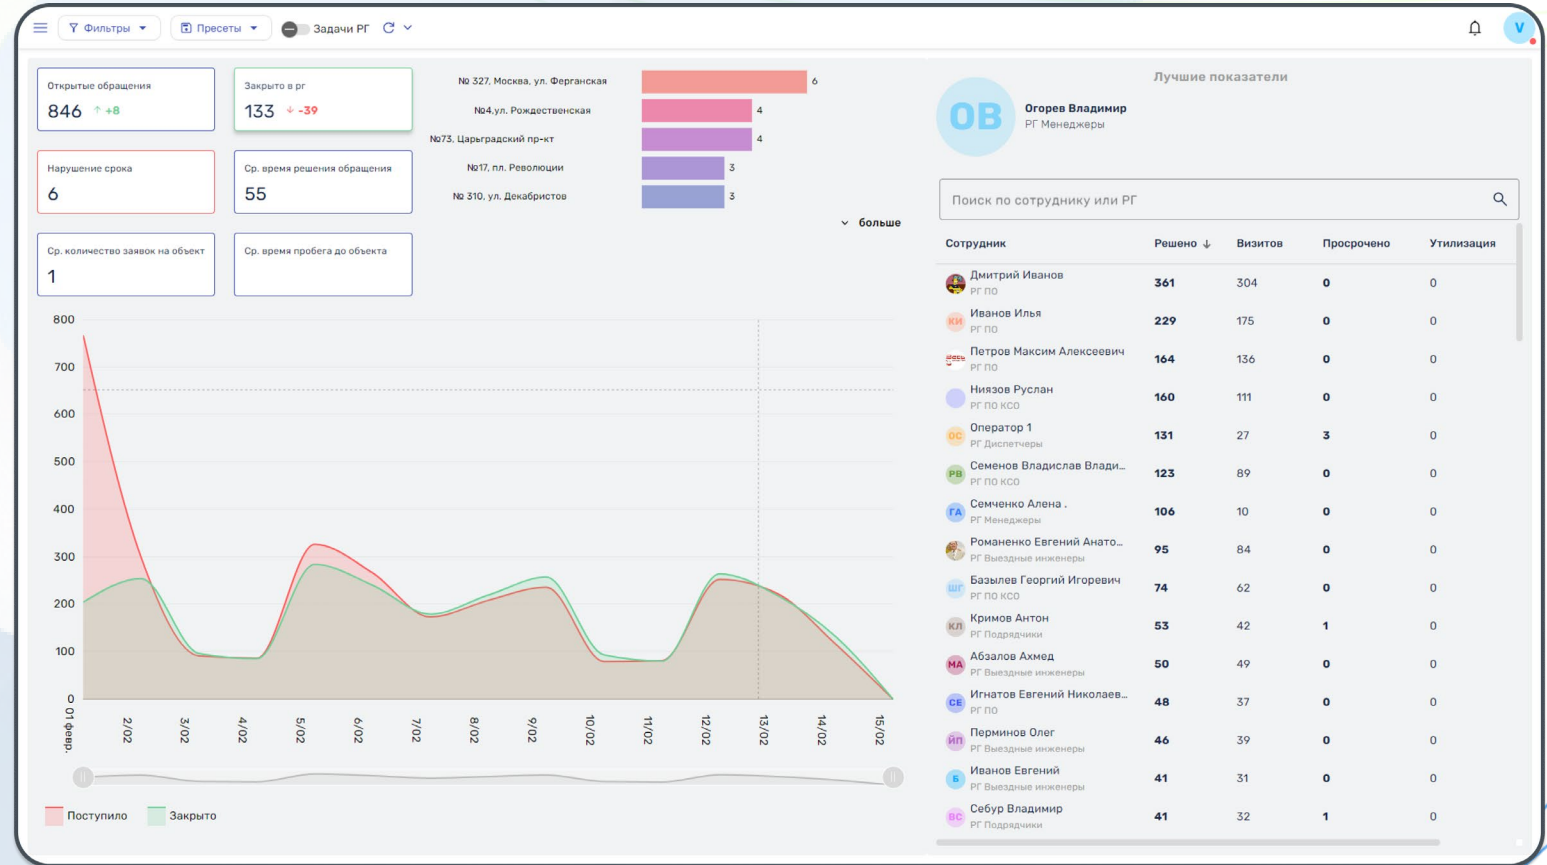 Фильтры
Пресеты
Задачи РГ
V
Открытые обращения
846 +8
Закрыто в рг
133 -39
Нарушение срока
6
Ср. время решения обращения
55
Ср. количество заявок на объект
1
Ср. время пробега до объекта
№ 327, Москва, ул. Ферганская 6
№4,ул. Рождественская 4
№73, Царьградский пр-кт 4
№17, пл. Революции 3
№ 310, ул. Декабристов 3
больше
800
700
600
500
400
300
200
100
0
01 февр.
2/02
3/02
4/02
5/02
6/02
7/02
8/02
9/02
10/02
11/02
12/02
13/02
14/02
15/02
Поступило
Закрыто
Лучшие показатели
ОВ
Огорев Владимир
РГ Менеджеры
Поиск по сотруднику или РГ
Сотрудник Решено Визитов Просрочено Утилизация
Дмитрий Иванов
РГ ПО
361 304 0 0
КИ Иванов Илья
РГ ПО
229 175 0 0
Петров Максим Алексеевич
РГ ПО
164 136 0 0
Ниязов Руслан
РГ ПО КСО
160 111 0 0
ОС Оператор 1
РГ Диспетчеры
131 27 3 0
РВ Семенов Владислав Влади...
РГ ПО КСО
123 89 0 0
ГА Семченко Алена .
РГ Менеджеры
106 10 0 0
Романенко Евгений Анато...
РГ Выездные инженеры
95 84 0 0
ШГ Базылев Георгий Игоревич
РГ ПО КСО
74 62 0 0
КЛ Кримов Антон
РГ Подрядчики
53 42 1 0
МА Абзалов Ахмед
РГ Выездные инженеры
50 49 0 0
СЕ Игнатов Евгений Николаев...
РГ ПО
48 37 0 0
ЙП Перминов Олег
РГ Выездные инженеры
46 39 0 0
Б Иванов Евгений
РГ Выездные инженеры
41 31 0 0
ВС Себур Владимир
РГ Подрядчики
41 32 1 0